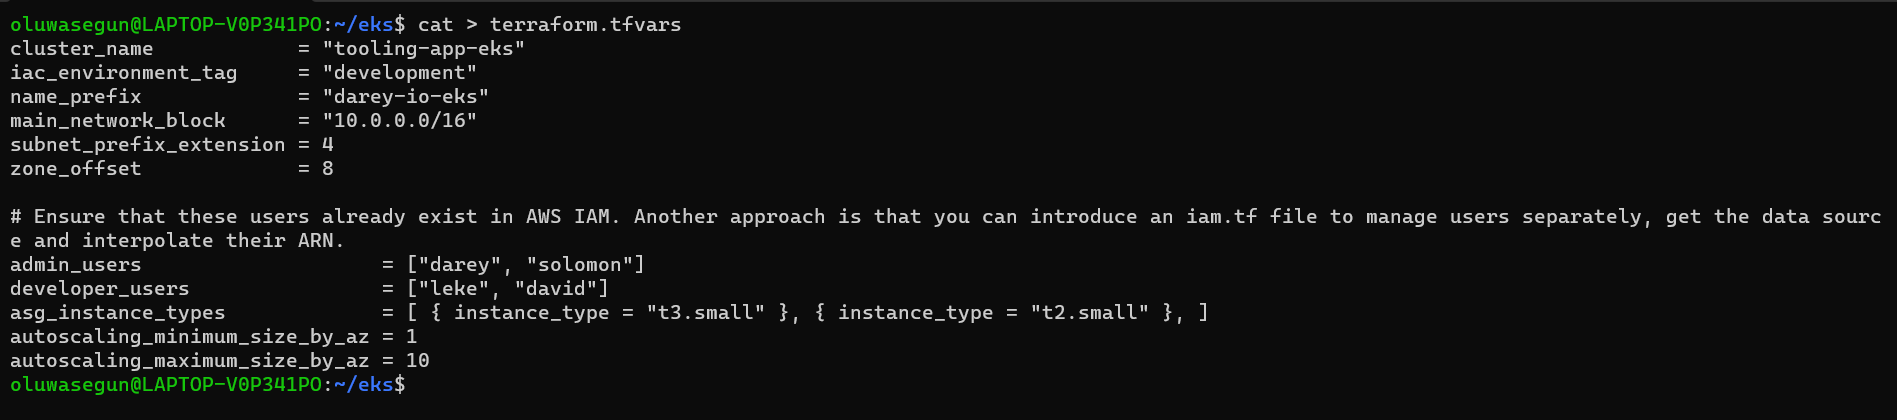 oluwasegun@LAPTOP-V0P341PO:~/eks$ cat > terraform.tfvars
cluster_name            = "tooling-app-eks"
iac_environment_tag     = "development"
name_prefix             = "darey-io-eks"
main_network_block      = "10.0.0.0/16"
subnet_prefix_extension = 4
zone_offset             = 8

# Ensure that these users already exist in AWS IAM. Another approach is that you can introduce an iam.tf file to manage users separately, get the data sourc
e and interpolate their ARN.
admin_users                    = ["darey", "solomon"]
developer_users                = ["leke", "david"]
asg_instance_types             = [ { instance_type = "t3.small" }, { instance_type = "t2.small" }, ]
autoscaling_minimum_size_by_az = 1
autoscaling_maximum_size_by_az = 10
oluwasegun@LAPTOP-V0P341PO:~/eks$